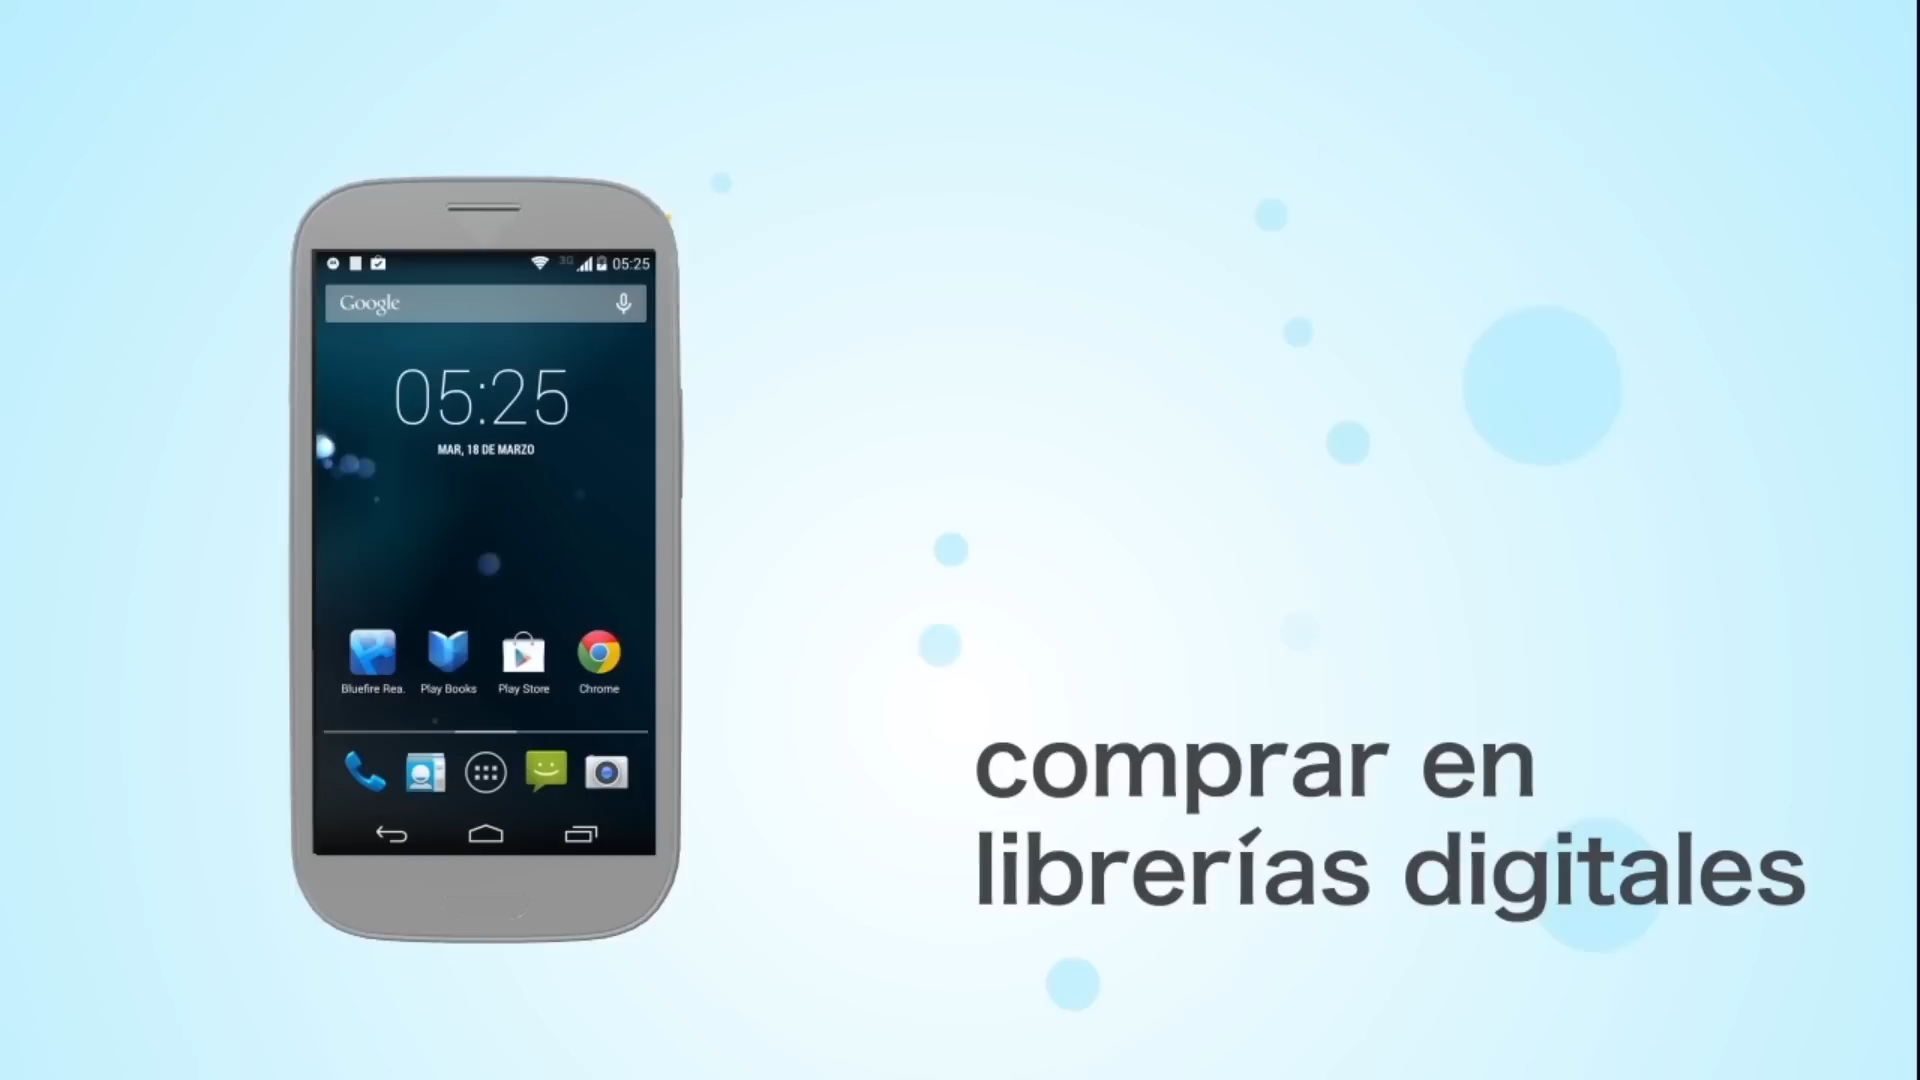 3G 05:25
Google
05:25
MAR, 18 DE MARZO
Bluefire Rea.
Play Books
Play Store
Chrome
comprar en
librerías digitales